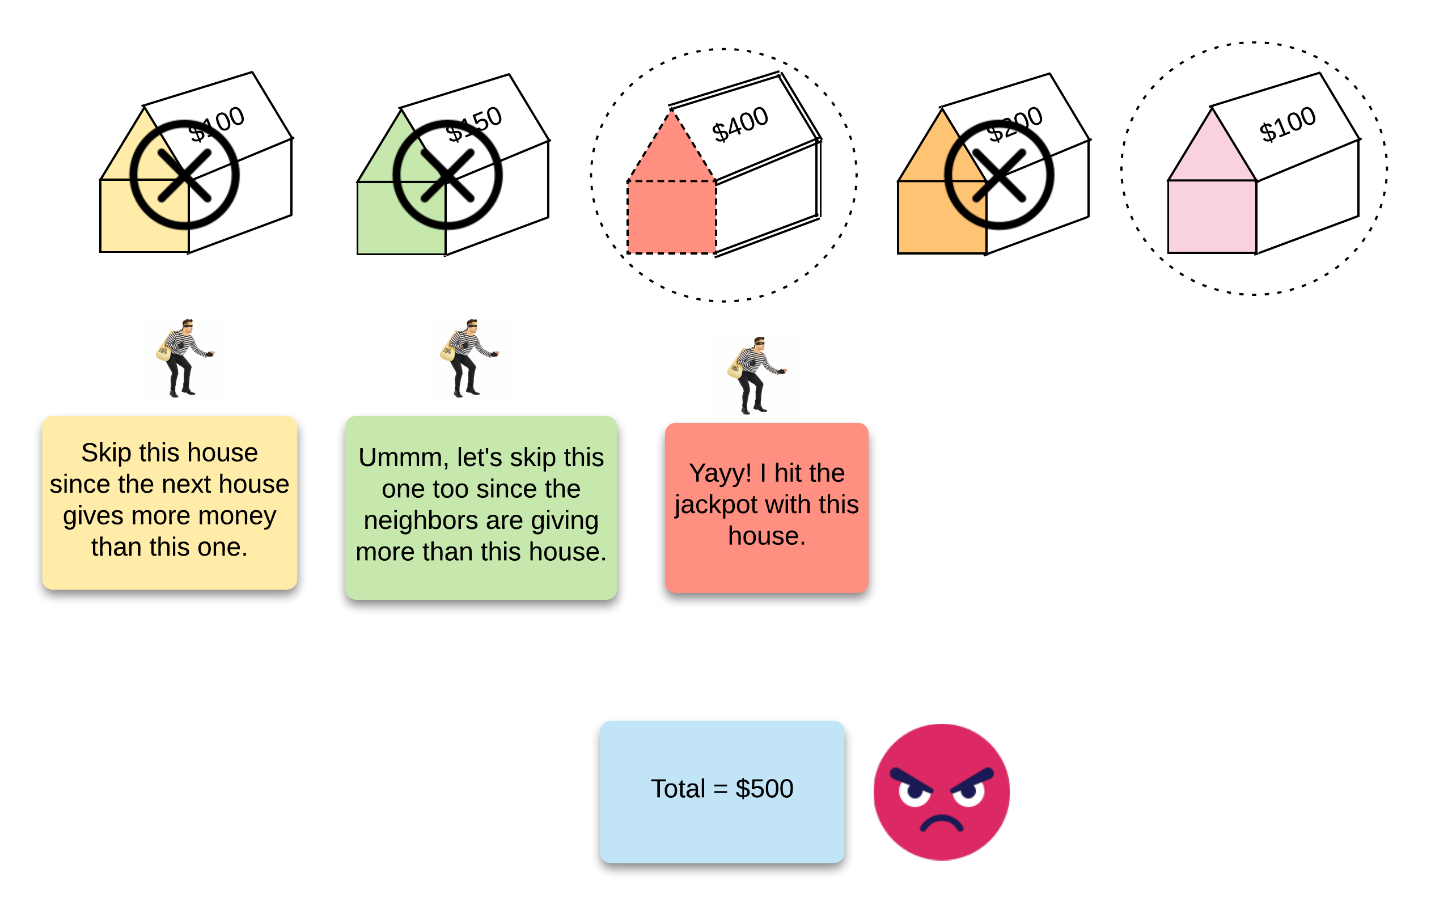 $100
$150
$400
$200
$100
Skip this house
since the next house
gives more money
than this one.
Ummm, let's skip this
one too since the
neighbors are giving
more than this house.
Yayy! I hit the
jackpot with this
house.
Total = $500